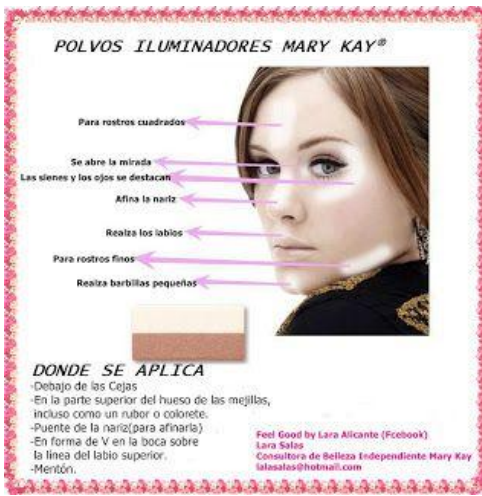 POLVOS ILUMINADORES MARY KAY®
Para rostros cuadrados
Se abre la mirada
Las sienes y los ojos se destacan
Afina la nariz
Realza los labios
Para rostros finos
Realza barbillas pequeñas
DONDE SE APLICA
-Debajo de las Cejas
-En la parte superior del hueso de las mejillas,
incluso como un rubor o colorete.
-Puente de la nariz(para afinarla)
-En forma de V en la boca sobre
la línea del labio superior.
-Mentón.
Feel Good by Lara Alicante (Fcebook)
Lara Salas
Consultora de Belleza Independiente Mary Kay
lalasalas@hotmail.com